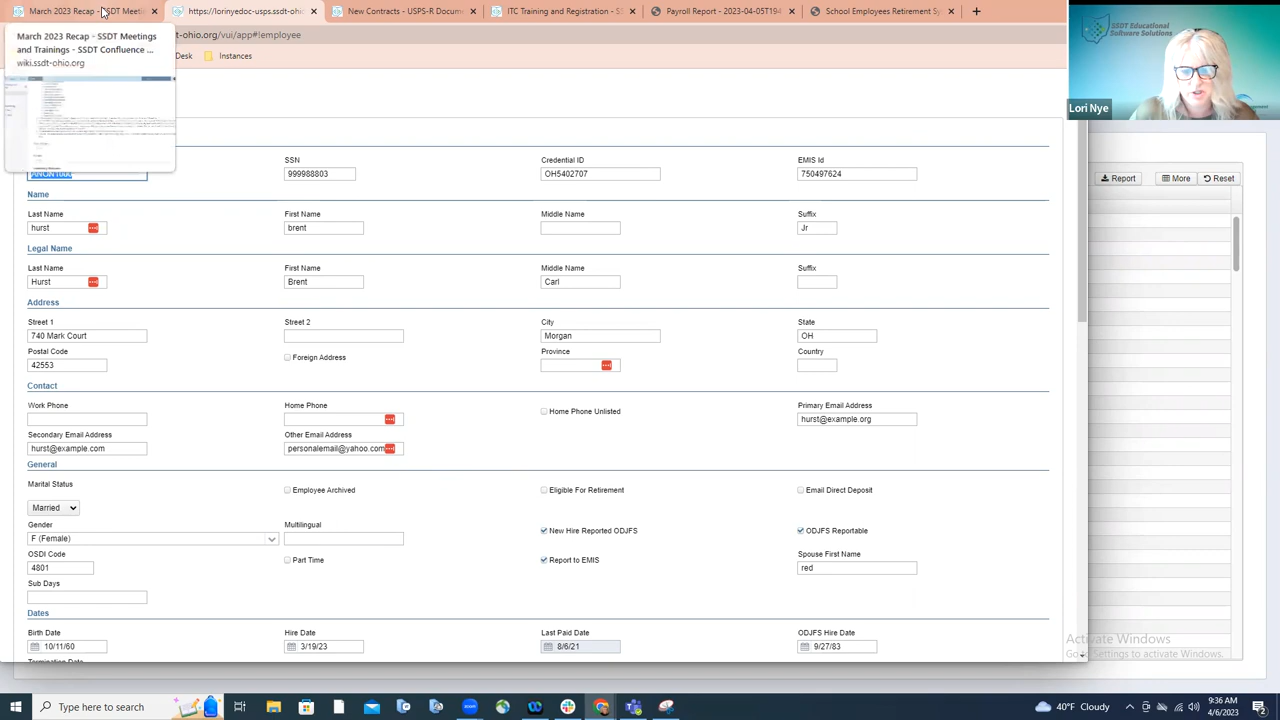 March 2023 Recap - SSDT Meeti
https://lorinyedoc-usps.ssdt-ohio
New Contracts - USPS-R Docum
TC Training and Registration - SS
Payroll Report - 2023-04-05T194
School Employees Retirement Sy
March 2023 Recap - SSDT Meetings
and Trainings - SSDT Confluence ...
wiki.ssdt-ohio.org
t-ohio.org/vui/app#!employee
Desk
Instances
SSDT Educational
Software Solutions
Lori Nye
Report
More
Reset
SSN
Credential ID
EMIS Id
ANON1000
999988803
OH5402707
750497624
Name
Last Name
First Name
Middle Name
Suffix
hurst
brent
Jr
Legal Name
Last Name
First Name
Middle Name
Suffix
Hurst
Brent
Carl
Address
Street 1
Street 2
City
State
740 Mark Court
Morgan
OH
Postal Code
Foreign Address
Province
Country
42553
Contact
Work Phone
Home Phone
Home Phone Unlisted
Primary Email Address
hurst@example.org
Secondary Email Address
Other Email Address
hurst@example.com
personalemail@yahoo.com
General
Marital Status
Employee Archived
Eligible For Retirement
Email Direct Deposit
Married
Gender
Multilingual
New Hire Reported ODJFS
ODJFS Reportable
F (Female)
OSDI Code
Part Time
Report to EMIS
Spouse First Name
4801
red
Sub Days
Dates
Birth Date
Hire Date
Last Paid Date
ODJFS Hire Date
10/11/60
3/19/23
8/6/21
9/27/83
Termination Date
Activate Windows
Go to Settings to activate Windows.
Type here to search
40°F Cloudy
9:36 AM
4/6/2023
2